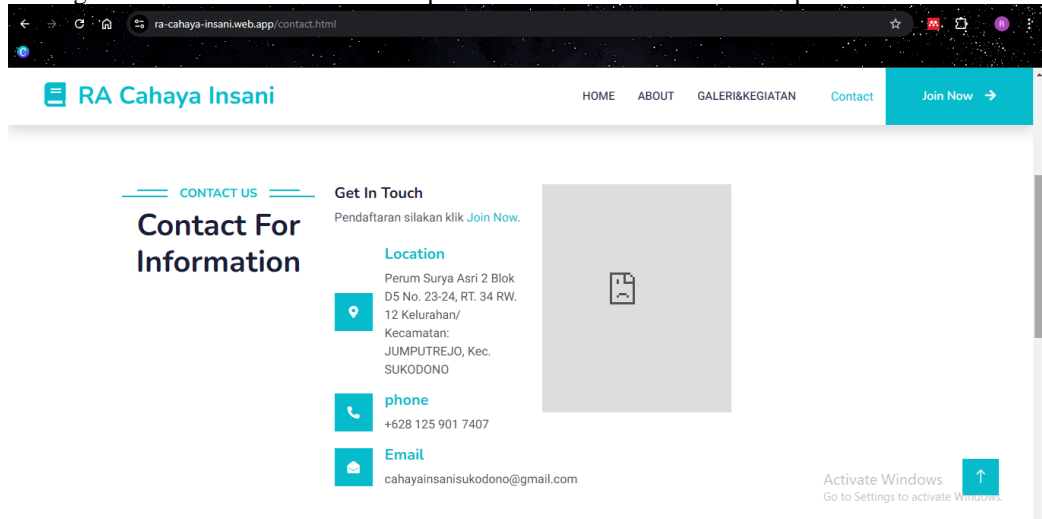 ra-cahaya-insani.web.app/contact.html
RA Cahaya Insani
HOME
ABOUT
GALERI&KEGIATAN
Contact
Join Now
CONTACT US
Contact For
Information
Get In Touch
Pendaftaran silakan klik Join Now.
Location
Perum Surya Asri 2 Blok
D5 No. 23-24, RT. 34 RW.
12 Kelurahan/
Kecamatan:
JUMPUTREJO, Kec.
SUKODONO
phone
+628 125 901 7407
Email
cahayainsanisukodono@gmail.com
Activate Windows
Go to Settings to activate Windows.